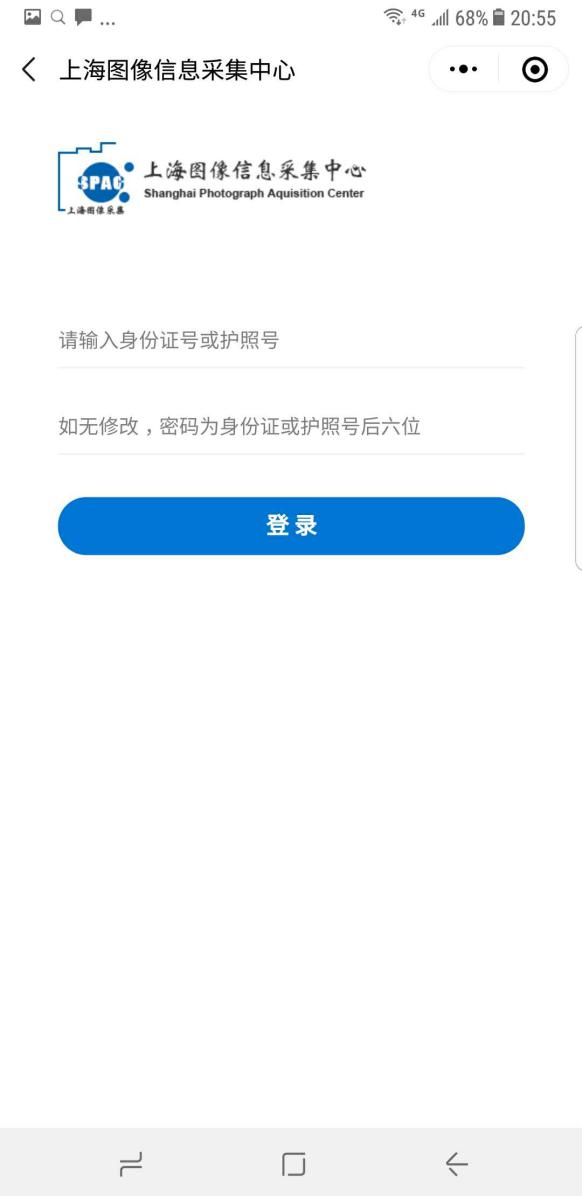 ... 4G 68% 20:55
上海图像信息采集中心
SPAC 上海图像信息采集中心
Shanghai Photograph Aquisition Center
上海图像采集
请输入身份证号或护照号
如无修改，密码为身份证或护照号后六位
登录